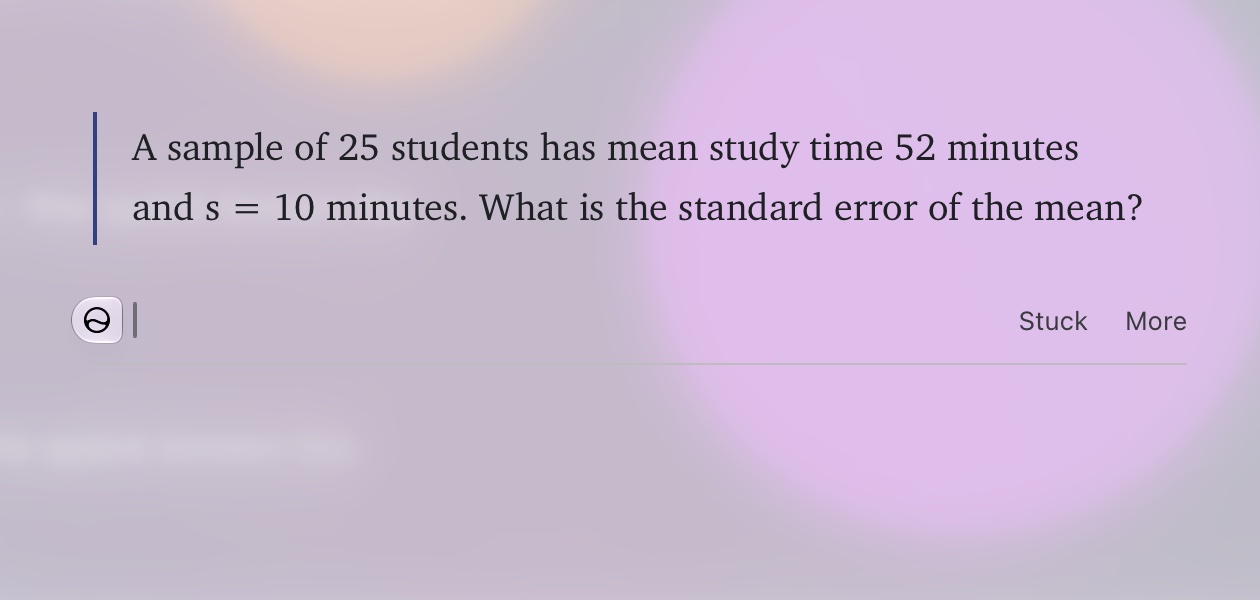 A sample of 25 students has mean study time 52 minutes
and s = 10 minutes. What is the standard error of the mean?
Stuck More